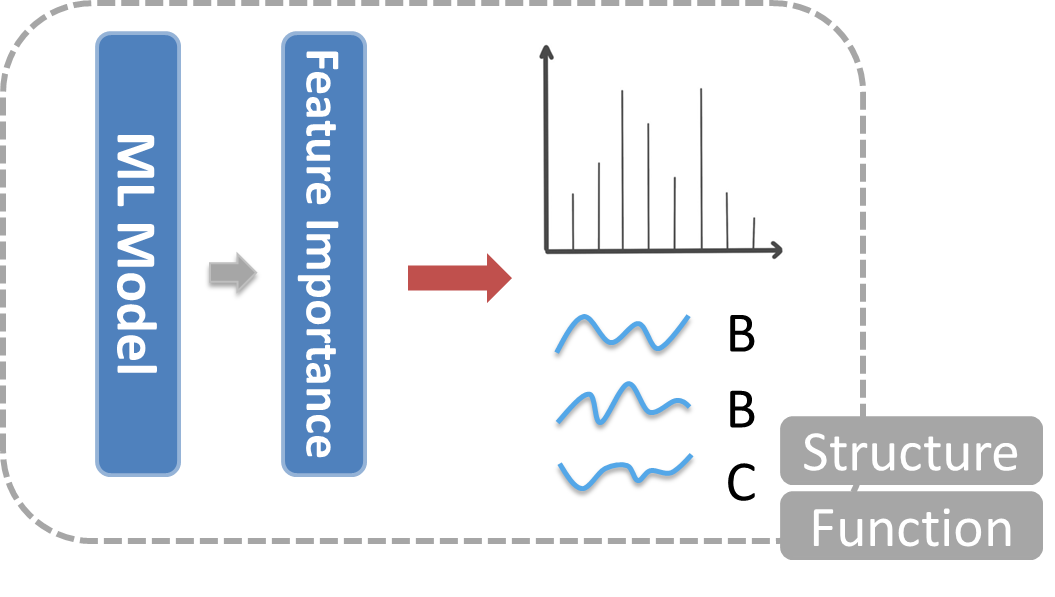 ML Model
Feature Importance
B
B
C
Structure
Function